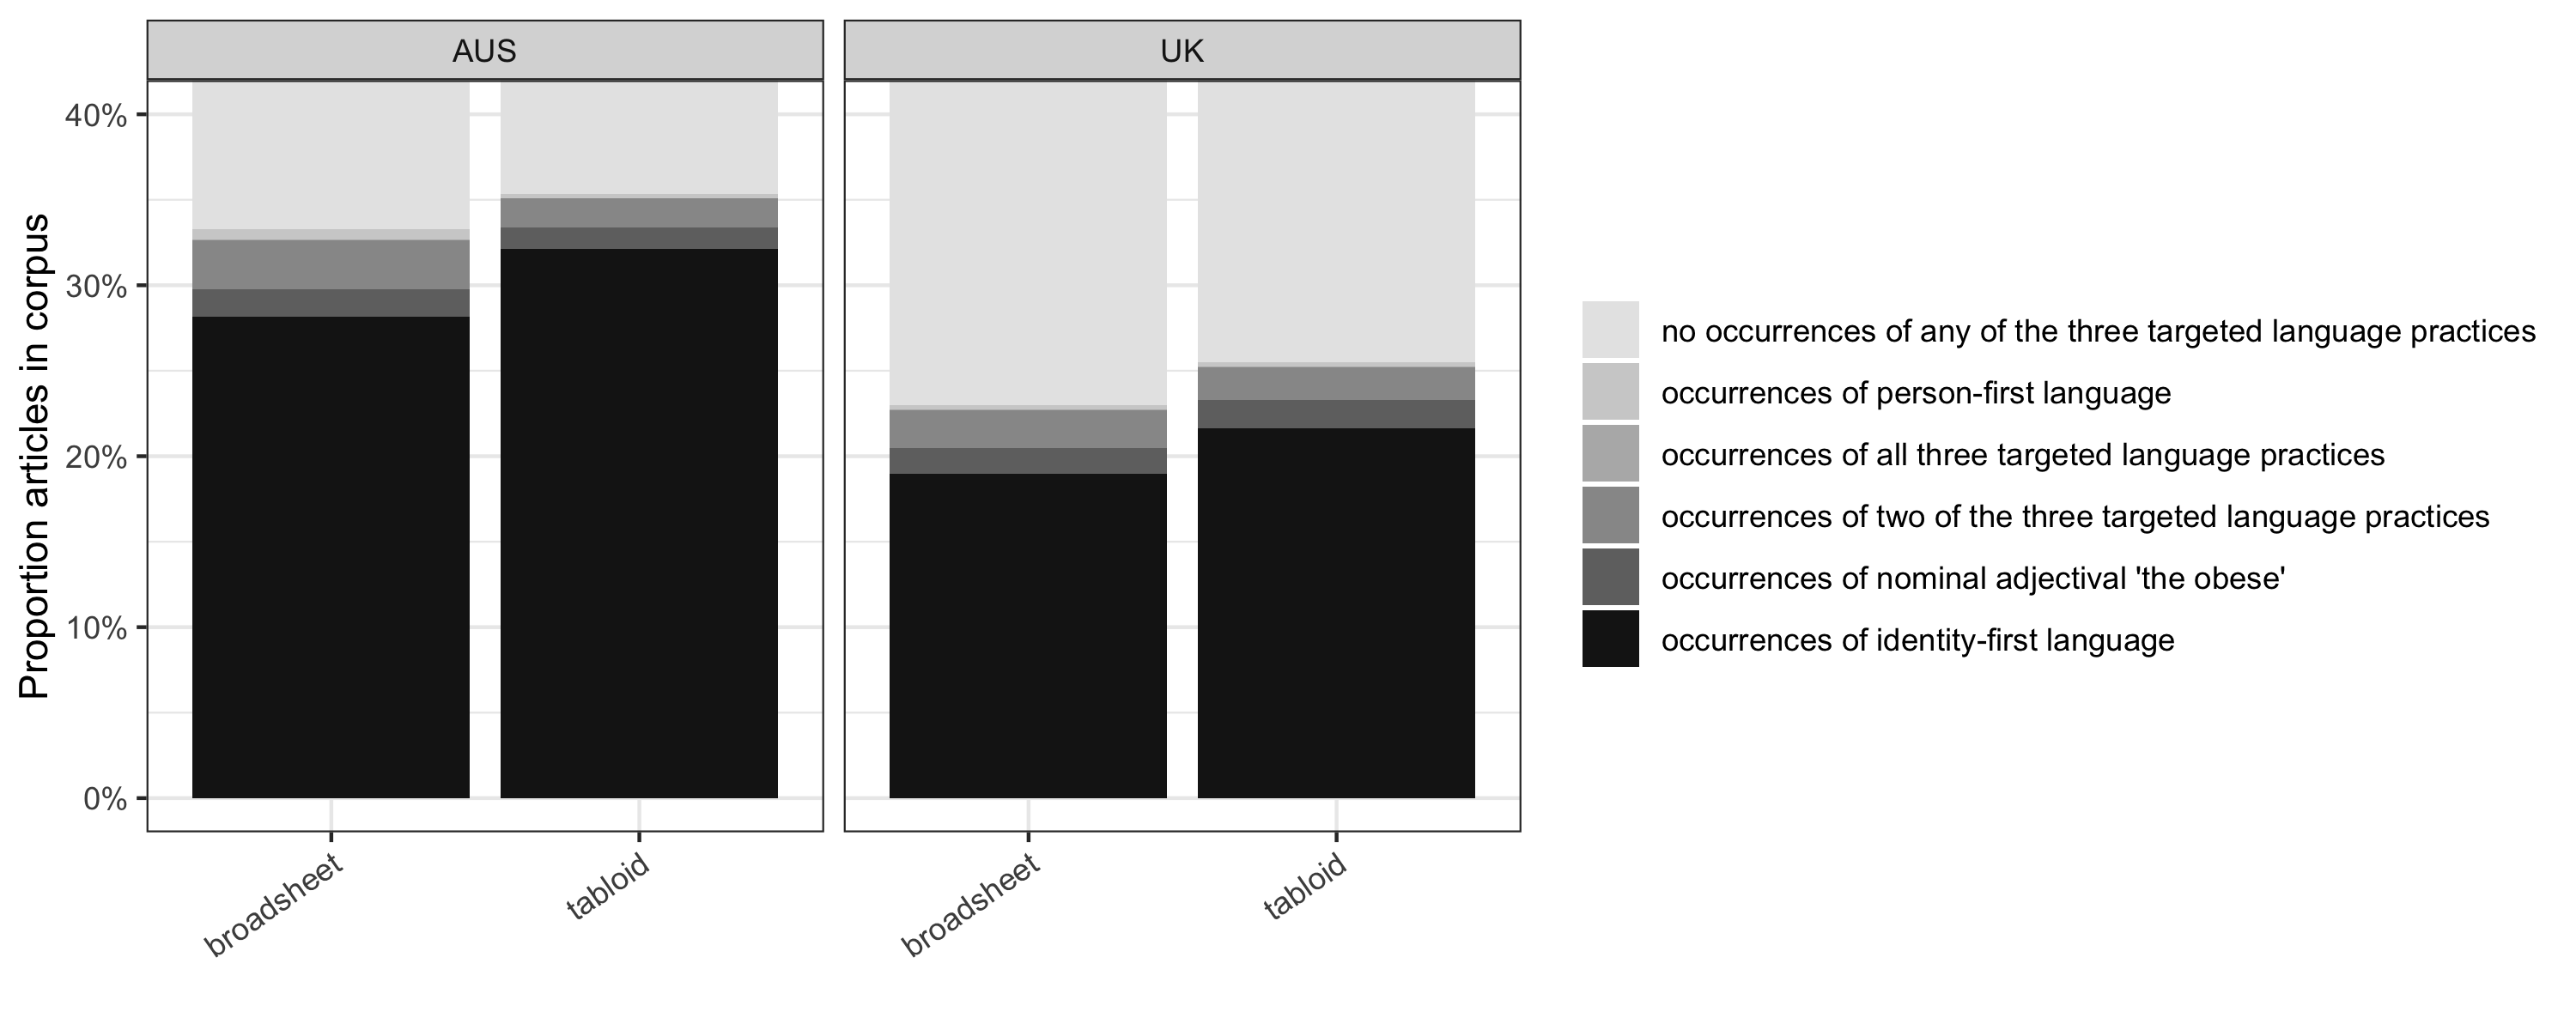 AUS
UK
Proportion articles in corpus
40%
30%
20%
10%
0%
broadsheet
tabloid
broadsheet
tabloid
no occurrences of any of the three targeted language practices
occurrences of person-first language
occurrences of all three targeted language practices
occurrences of two of the three targeted language practices
occurrences of nominal adjectival 'the obese'
occurrences of identity-first language